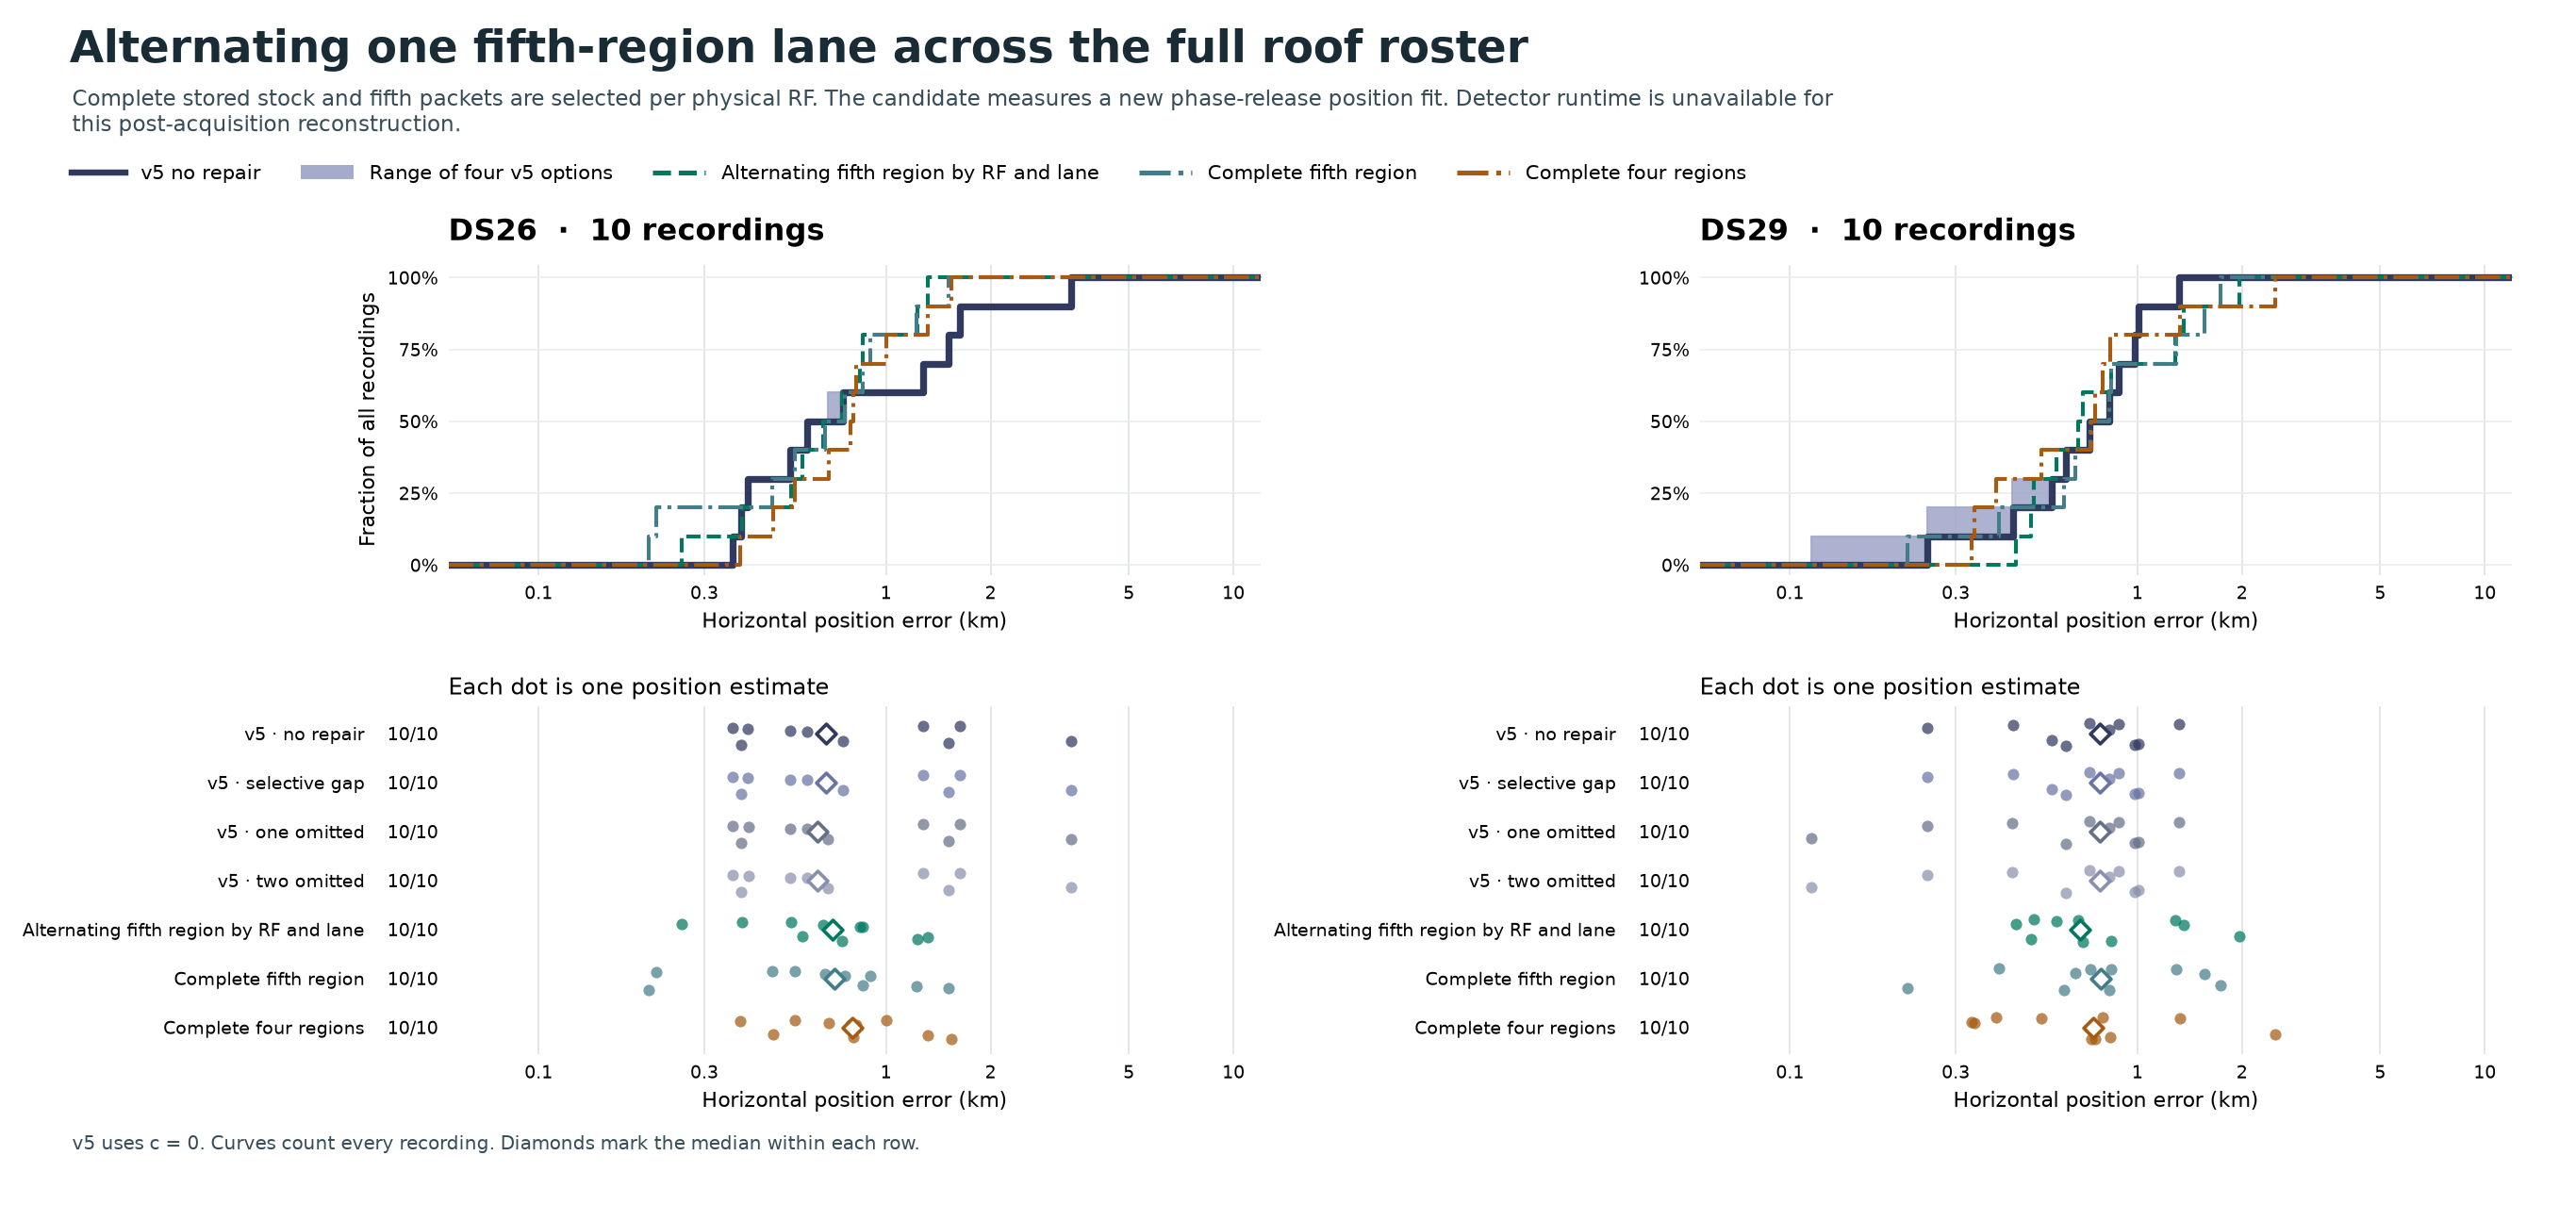 Alternating one fifth-region lane across the full roof roster
Complete stored stock and fifth packets are selected per physical RF. The candidate measures a new phase-release position fit. Detector runtime is unavailable for
this post-acquisition reconstruction.
v5 no repair
Range of four v5 options
Alternating fifth region by RF and lane
Complete fifth region
Complete four regions
DS26 · 10 recordings
Fraction of all recordings
100%
75%
50%
25%
0%
0.1 0.3 1 2 5 10
Horizontal position error (km)
DS29 · 10 recordings
100%
75%
50%
25%
0%
0.1 0.3 1 2 5 10
Horizontal position error (km)
Each dot is one position estimate
v5 · no repair 10/10
v5 · selective gap 10/10
v5 · one omitted 10/10
v5 · two omitted 10/10
Alternating fifth region by RF and lane 10/10
Complete fifth region 10/10
Complete four regions 10/10
0.1 0.3 1 2 5 10
Horizontal position error (km)
Each dot is one position estimate
v5 · no repair 10/10
v5 · selective gap 10/10
v5 · one omitted 10/10
v5 · two omitted 10/10
Alternating fifth region by RF and lane 10/10
Complete fifth region 10/10
Complete four regions 10/10
0.1 0.3 1 2 5 10
Horizontal position error (km)
v5 uses c = 0. Curves count every recording. Diamonds mark the median within each row.